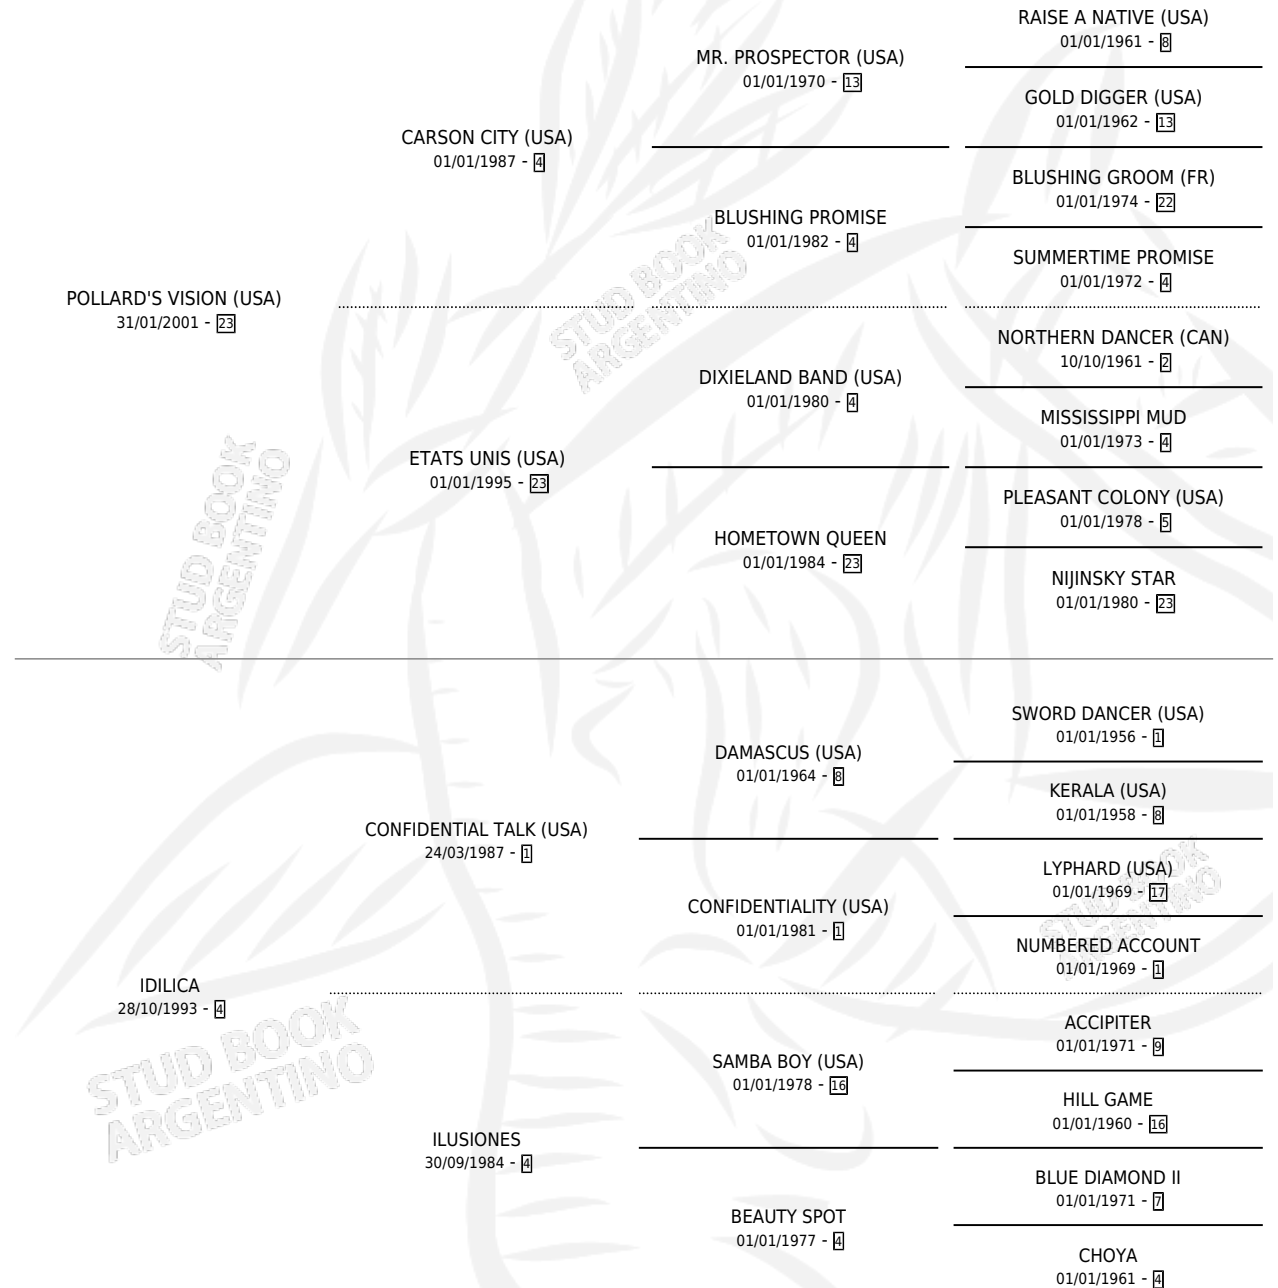 RAISE A NATIVE (USA)
01/01/1961 - 8
MR. PROSPECTOR (USA)
01/01/1970 - 13
GOLD DIGGER (USA)
01/01/1962 - 13
CARSON CITY (USA)
01/01/1987 - 4
BLUSHING GROOM (FR)
01/01/1974 - 22
BLUSHING PROMISE
01/01/1982 - 4
SUMMERTIME PROMISE
01/01/1972 - 4
POLLARD'S VISION (USA)
31/01/2001 - 23
NORTHERN DANCER (CAN)
10/10/1961 - 2
DIXIELAND BAND (USA)
01/01/1980 - 4
MISSISSIPPI MUD
01/01/1973 - 4
ETATS UNIS (USA)
01/01/1995 - 23
PLEASANT COLONY (USA)
01/01/1978 - 5
HOMETOWN QUEEN
01/01/1984 - 23
NIJINSKY STAR
01/01/1980 - 23
STUD BOOK
ARGENTINO
STUD BOOK
ARGENTINO
SWORD DANCER (USA)
01/01/1956 - 1
DAMASCUS (USA)
01/01/1964 - 8
KERALA (USA)
01/01/1958 - 8
CONFIDENTIAL TALK (USA)
24/03/1987 - 1
LYPHARD (USA)
01/01/1969 - 17
CONFIDENTIALITY (USA)
01/01/1981 - 1
NUMBERED ACCOUNT
01/01/1969 - 1
IDILICA
28/10/1993 - 4
ACCIPITER
01/01/1971 - 9
SAMBA BOY (USA)
01/01/1978 - 16
HILL GAME
01/01/1960 - 16
ILUSIONES
30/09/1984 - 4
BLUE DIAMOND II
01/01/1971 - 7
BEAUTY SPOT
01/01/1977 - 4
CHOYA
01/01/1961 - 4
STUD BOOK
ARGENTINO
STUD BOOK
ARGENTINO